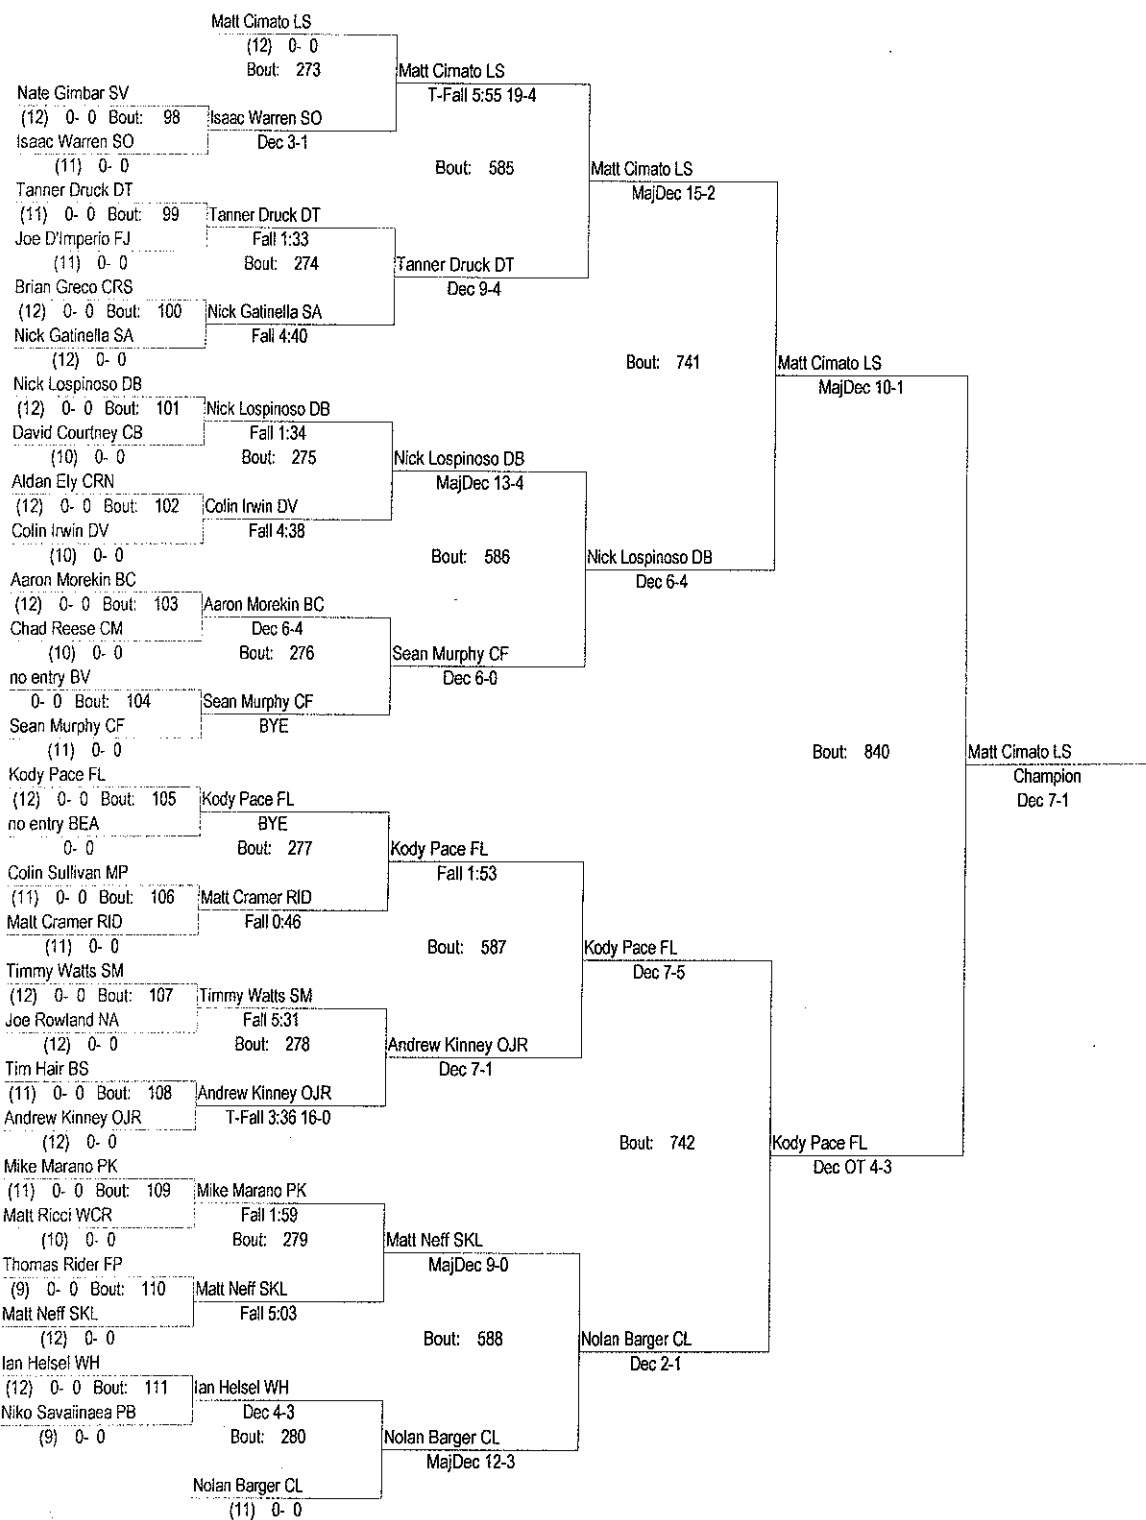 Matt Cimato LS
(12) 0- 0
Bout: 273
Matt Cimato LS
T-Fall 5:55 19-4
Nate Gimbar SV
(12) 0- 0 Bout: 98
Isaac Warren SO
Isaac Warren SO
Dec 3-1
(11) 0- 0
Bout: 585
Matt Cimato LS
MajDec 15-2
Tanner Druck DT
(11) 0- 0 Bout: 99
Tanner Druck DT
Joe D'Imperio FJ
Fall 1:33
(11) 0- 0
Bout: 274
Tanner Druck DT
Dec 9-4
Brian Greco CRS
(12) 0- 0 Bout: 100
Nick Gatinella SA
Nick Gatinella SA
Fall 4:40
(12) 0- 0
Bout: 741
Matt Cimato LS
MajDec 10-1
Nick Lospinoso DB
(12) 0- 0 Bout: 101
Nick Lospinoso DB
David Courtney CB
Fall 1:34
(10) 0- 0
Bout: 275
Nick Lospinoso DB
MajDec 13-4
Aldan Ely CRN
(12) 0- 0 Bout: 102
Colin Irwin DV
Colin Irwin DV
Fall 4:38
(10) 0- 0
Bout: 586
Nick Lospinoso DB
Dec 6-4
Aaron Morekin BC
(12) 0- 0 Bout: 103
Aaron Morekin BC
Chad Reese CM
Dec 6-4
(10) 0- 0
Bout: 276
Sean Murphy CF
Dec 6-0
no entry BV
0- 0 Bout: 104
Sean Murphy CF
Sean Murphy CF
BYE
(11) 0- 0
Bout: 840
Matt Cimato LS
Champion
Dec 7-1
Kody Pace FL
(12) 0- 0 Bout: 105
Kody Pace FL
no entry BEA
BYE
0- 0
Bout: 277
Kody Pace FL
Fall 1:53
Colin Sullivan MP
(11) 0- 0 Bout: 106
Matt Cramer RID
Matt Cramer RID
Fall 0:46
(11) 0- 0
Bout: 587
Kody Pace FL
Dec 7-5
Timmy Watts SM
(12) 0- 0 Bout: 107
Timmy Watts SM
Joe Rowland NA
Fall 5:31
(12) 0- 0
Bout: 278
Andrew Kinney OJR
Dec 7-1
Tim Hair BS
(11) 0- 0 Bout: 108
Andrew Kinney OJR
Andrew Kinney OJR
T-Fall 3:36 16-0
(12) 0- 0
Bout: 742
Kody Pace FL
Dec OT 4-3
Mike Marano PK
(11) 0- 0 Bout: 109
Mike Marano PK
Matt Ricci WCR
Fall 1:59
(10) 0- 0
Bout: 279
Matt Neff SKL
MajDec 9-0
Thomas Rider FP
(9) 0- 0 Bout: 110
Matt Neff SKL
Matt Neff SKL
Fall 5:03
(12) 0- 0
Bout: 588
Nolan Barger CL
Dec 2-1
Ian Helsel WH
(12) 0- 0 Bout: 111
Ian Helsel WH
Niko Savaiinaea PB
Dec 4-3
(9) 0- 0
Bout: 280
Nolan Barger CL
MajDec 12-3
Nolan Barger CL
(11) 0- 0